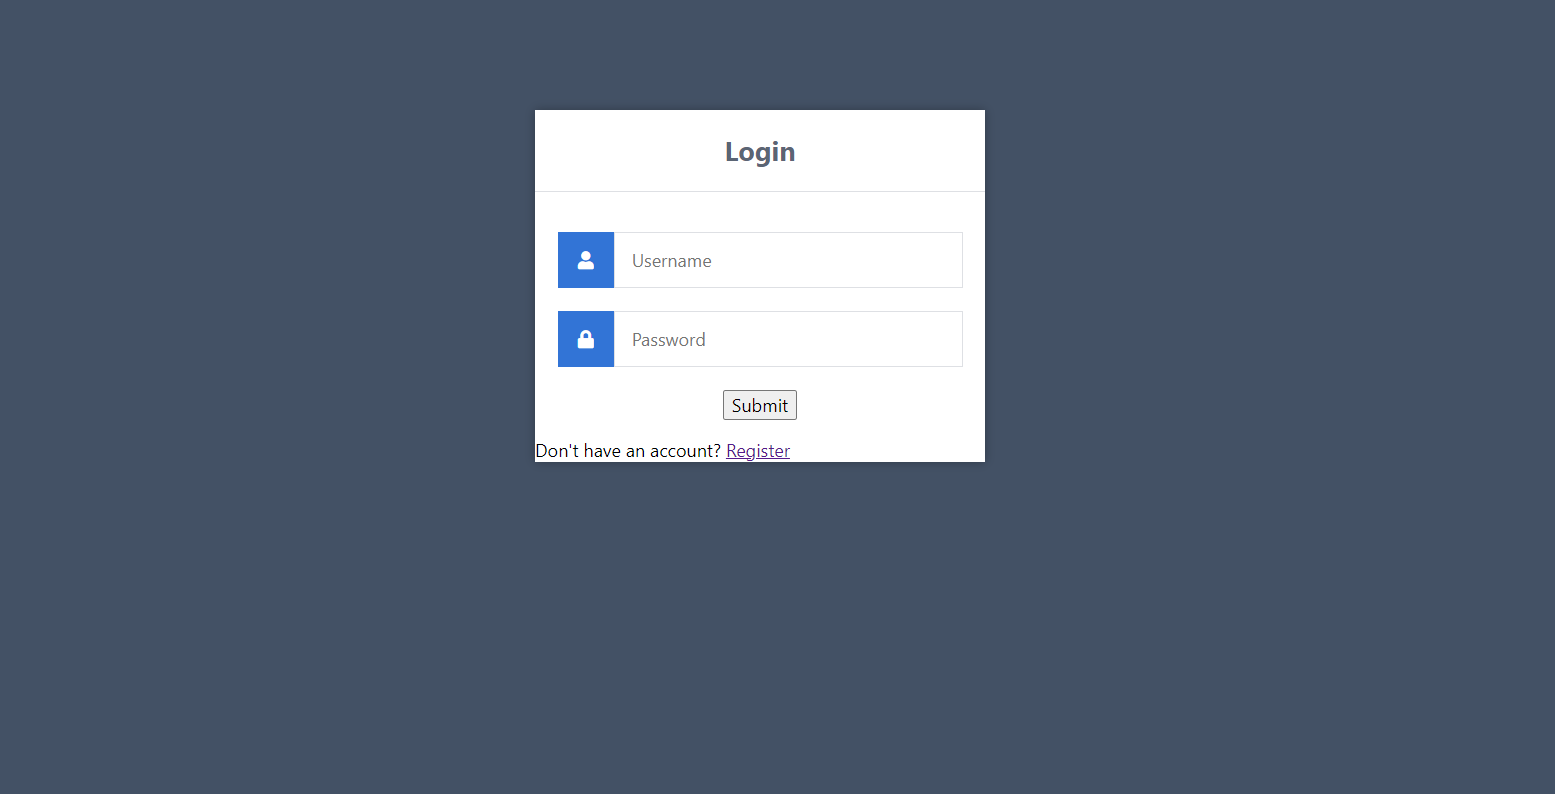 Login
Username
Password
Submit
Don't have an account? Register